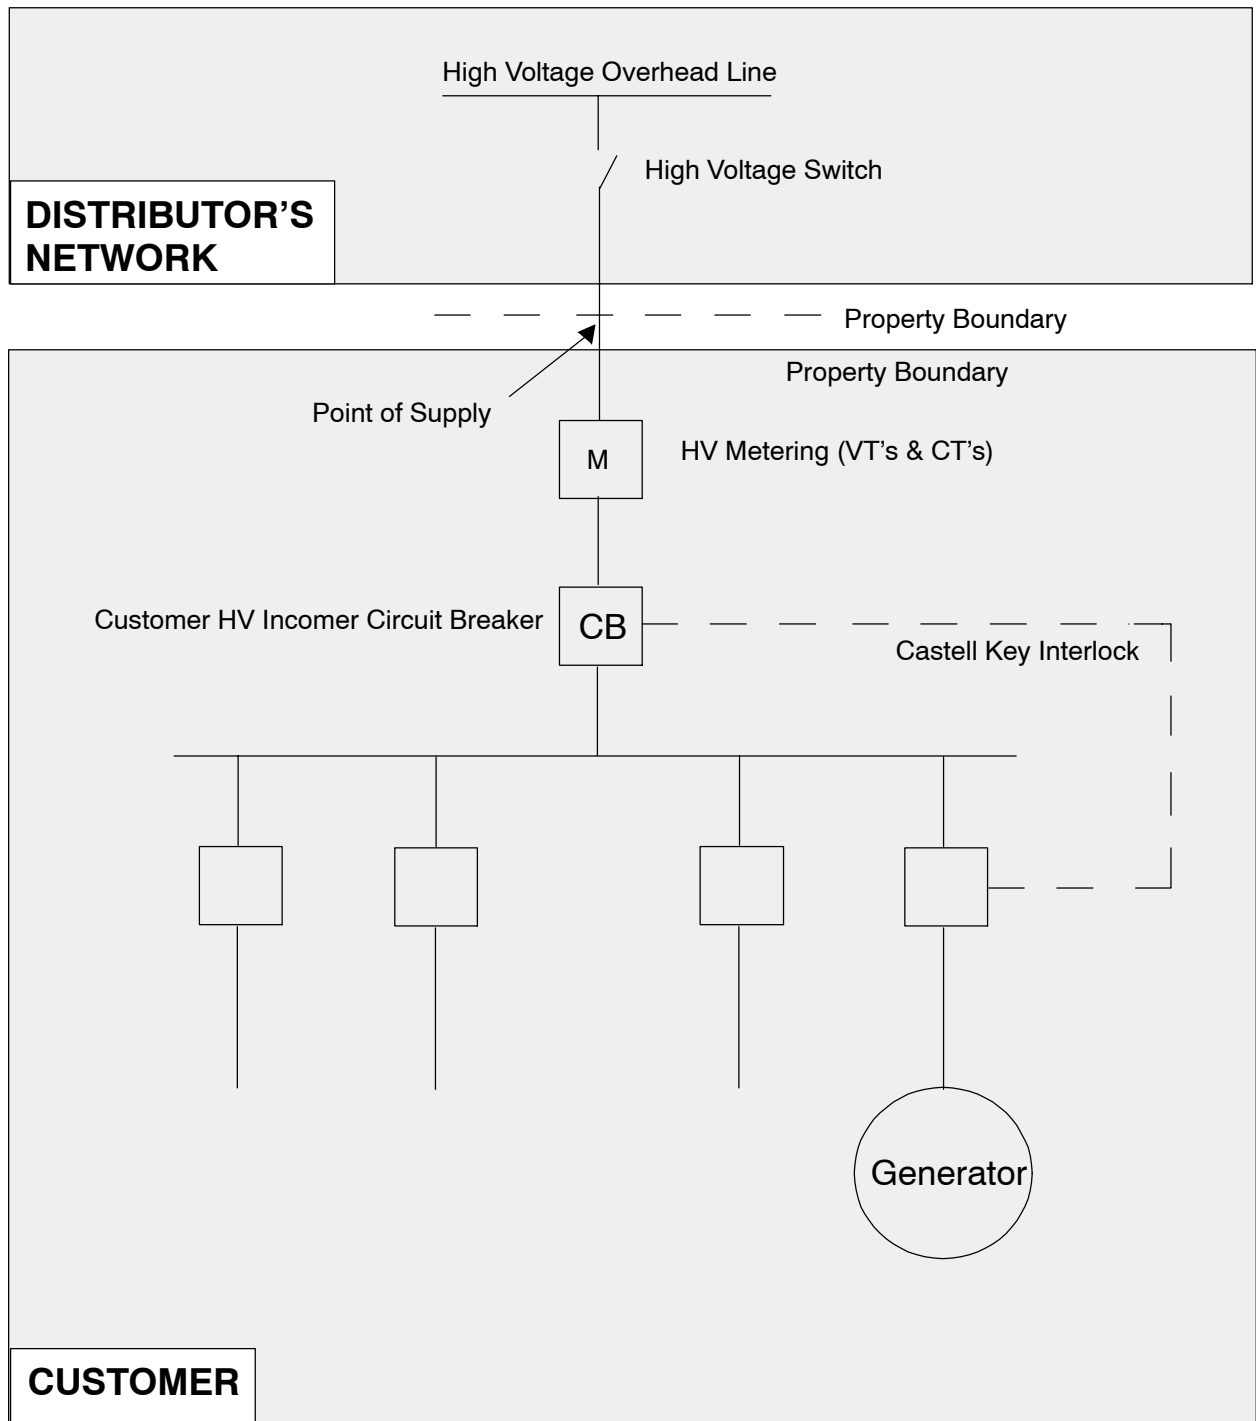 High Voltage Overhead Line
High Voltage Switch
DISTRIBUTOR’S
NETWORK
Property Boundary
Property Boundary
Point of Supply
M
HV Metering (VT’s & CT’s)
Customer HV Incomer Circuit Breaker
CB
Castell Key Interlock
Generator
CUSTOMER